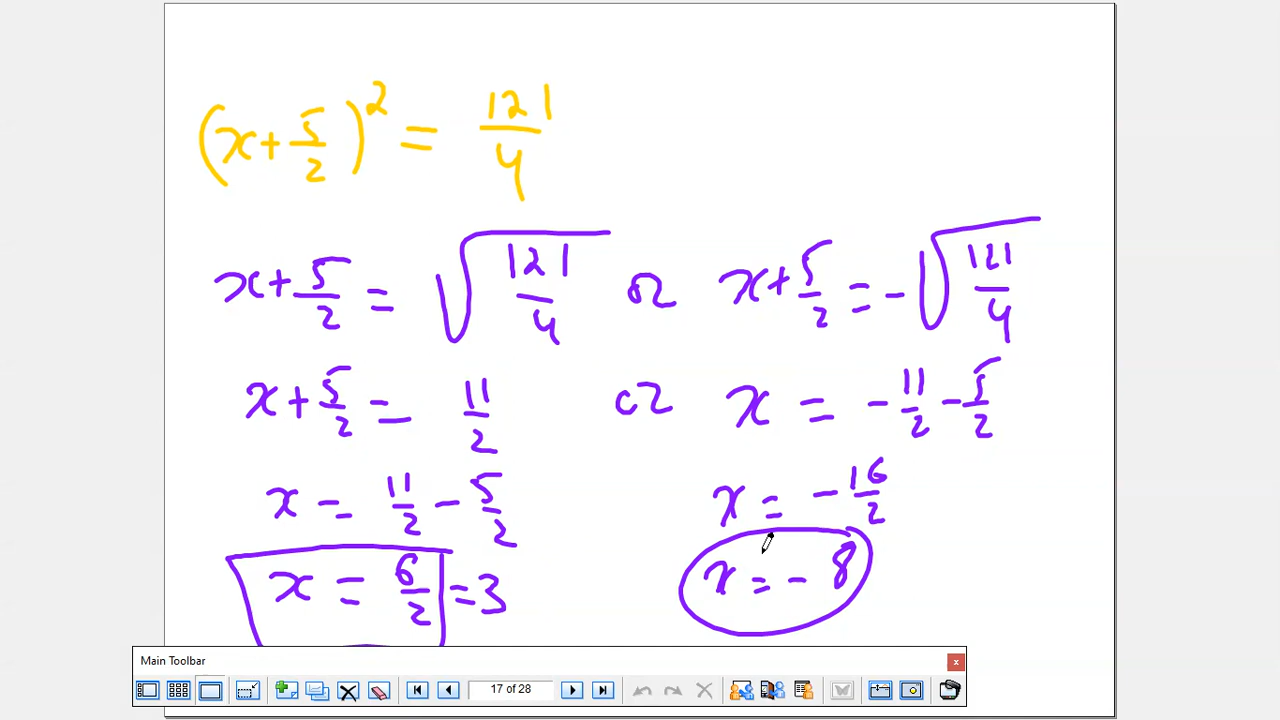 (x+5/2)² = 121/4
x+5/2 = √(121/4) or x+5/2 = -√(121/4)
x+5/2 = 11/2 or x = -11/2 - 5/2
x = 11/2 - 5/2 x = -16/2
x = 6/2 = 3 x = -8
Main Toolbar
17 of 28